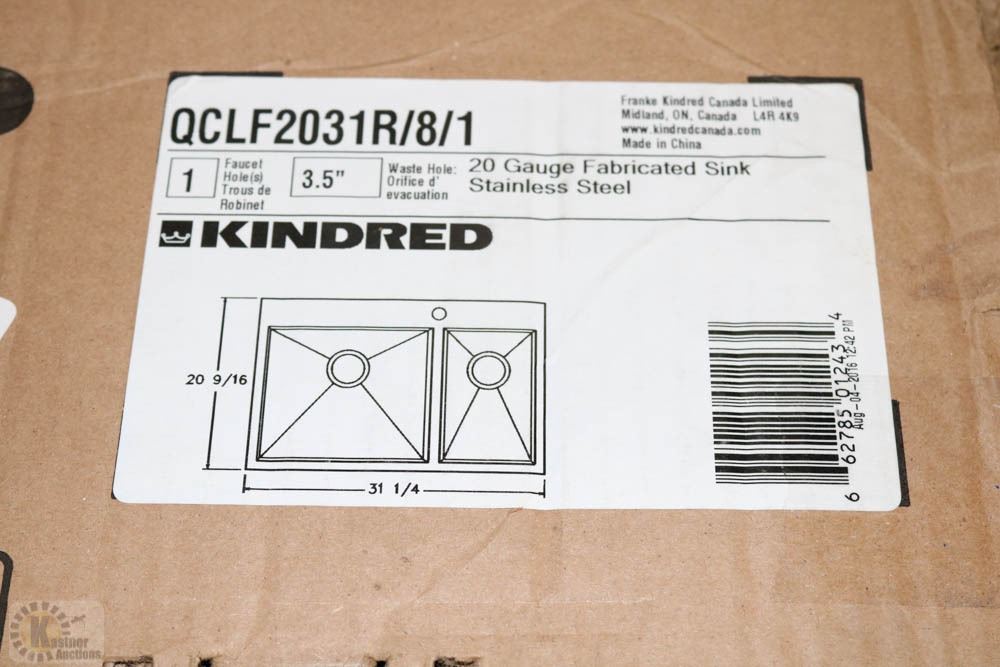 QCLF2031R/8/1
Franke Kindred Canada Limited
Midland, ON, Canada L4R 4K9
www.kindredcanada.com
Made in China
1
Faucet
Hole(s)
Trous de
Robinet
3.5"
Waste Hole:
Orifice d'
evacuation
20 Gauge Fabricated Sink
Stainless Steel
KINDRED
20 9/16
31 1/4
6 62785 01243 4
Aug-04-2016 12:42 PM
Kastner
Auctions